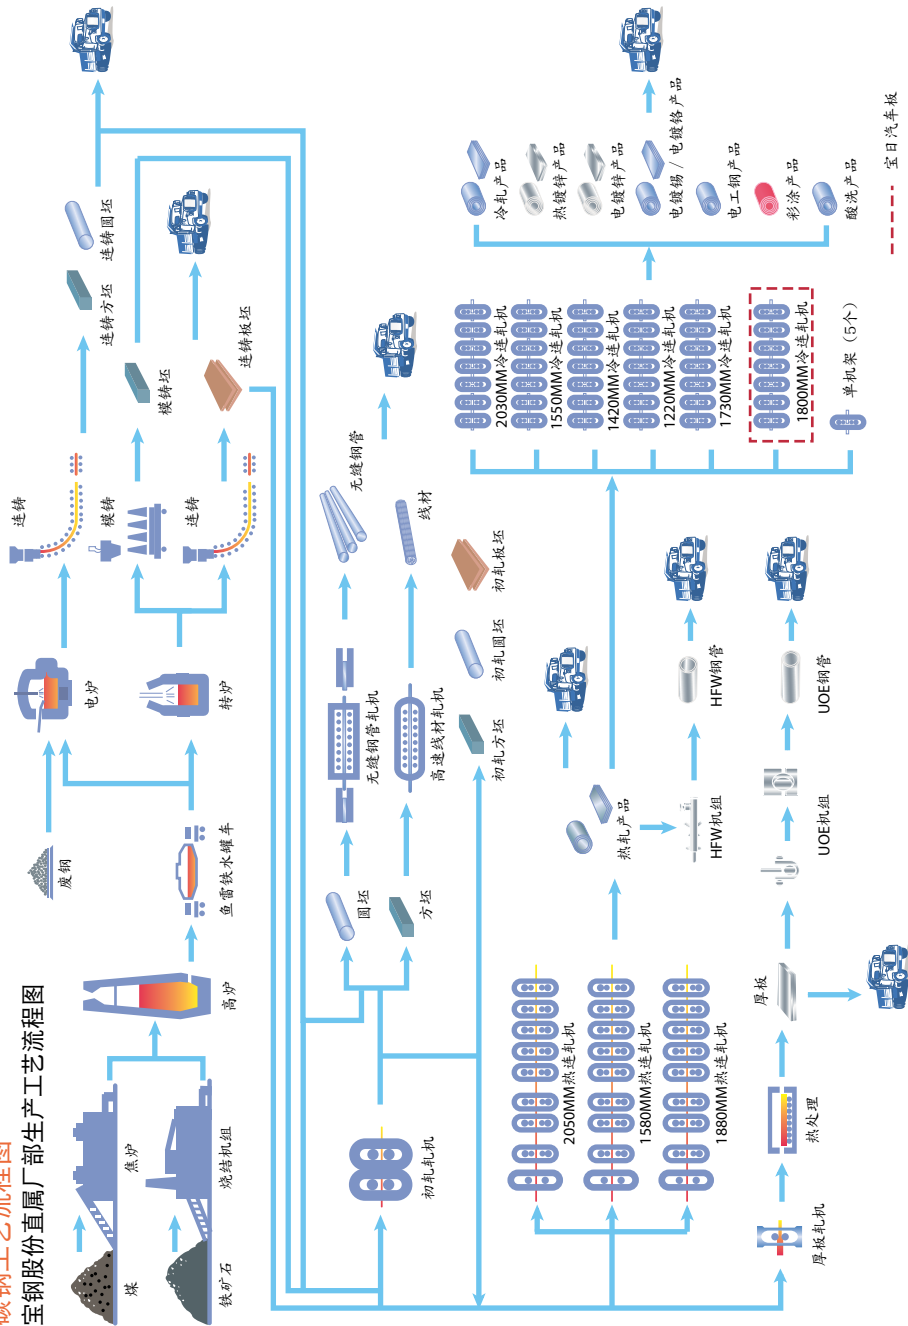 碳钢工艺流程图
宝钢股份直属厂部生产工艺流程图
煤
焦炉
铁矿石
烧结机组
高炉
鱼雷铁水罐车
废钢
电炉
转炉
连铸
模铸
连铸
连铸方坯
连铸圆坯
模铸坯
连铸板坯
初轧轧机
圆坯
方坯
无缝钢管轧机
高速线材轧机
无缝钢管
线材
初轧方坯
初轧圆坯
初轧板坯
2050MM热连轧机
1580MM热连轧机
1880MM热连轧机
热轧产品
HFW机组
HFW钢管
厚板轧机
热处理
厚板
UOE机组
UOE钢管
2030MM冷连轧机
1550MM冷连轧机
1420MM冷连轧机
1220MM冷连轧机
1730MM冷连轧机
1800MM冷连轧机
单机架（5个）
冷轧产品
热镀锌产品
电镀锌产品
电镀锡 / 电镀铬产品
电工钢产品
彩涂产品
酸洗产品
宝日汽车板